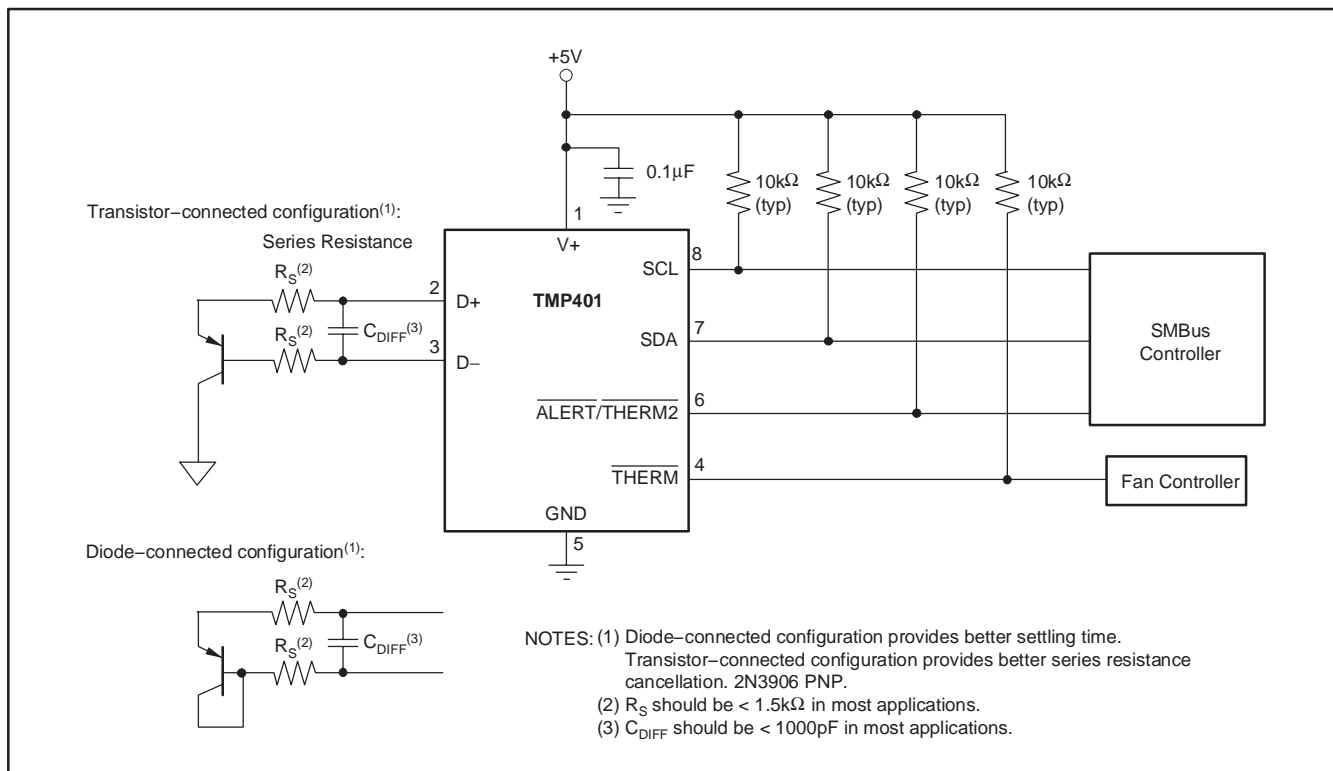 +5V
0.1μF
10kΩ
(typ)
10kΩ
(typ)
10kΩ
(typ)
10kΩ
(typ)
Transistor−connected configuration(1):
Series Resistance
RS(2)
RS(2)
CDIFF(3)
1
V+
2
D+
3
D−
TMP401
SCL
8
SDA
7
ALERT/THERM2
6
THERM
4
GND
5
SMBus
Controller
Fan Controller
Diode−connected configuration(1):
RS(2)
RS(2)
CDIFF(3)
NOTES: (1) Diode−connected configuration provides better settling time.
Transistor−connected configuration provides better series resistance
cancellation. 2N3906 PNP.
(2) RS should be < 1.5kΩ in most applications.
(3) CDIFF should be < 1000pF in most applications.